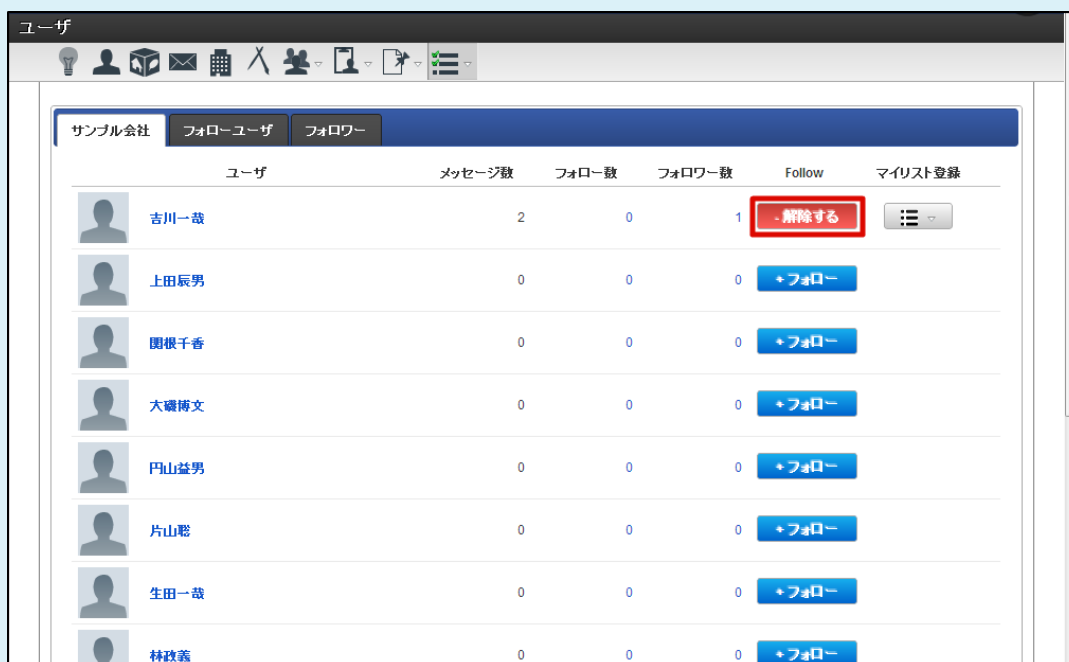 ユーザ
サンプル会社 フォローユーザ フォロワー
ユーザ メッセージ数 フォロー数 フォロワー数 Follow マイリスト登録
吉川一哉 2 0 1 - 解除する
上田辰男 0 0 0 +フォロー
関根千香 0 0 0 +フォロー
大磯博文 0 0 0 +フォロー
円山益男 0 0 0 +フォロー
片山聡 0 0 0 +フォロー
生田一哉 0 0 0 +フォロー
林政義 0 0 0 +フォロー